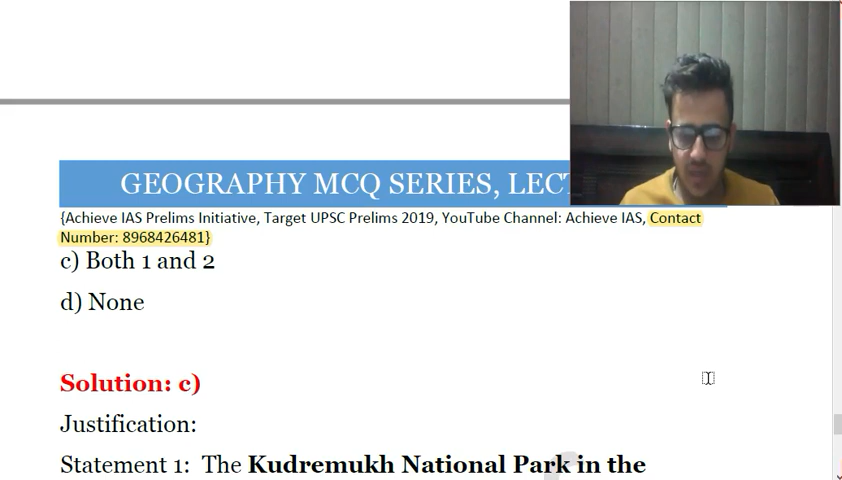 GEOGRAPHY MCQ SERIES, LECT
{Achieve IAS Prelims Initiative, Target UPSC Prelims 2019, YouTube Channel: Achieve IAS, Contact
Number: 8968426481}
c) Both 1 and 2
d) None
Solution: c)
Justification:
Statement 1:  The Kudremukh National Park in the